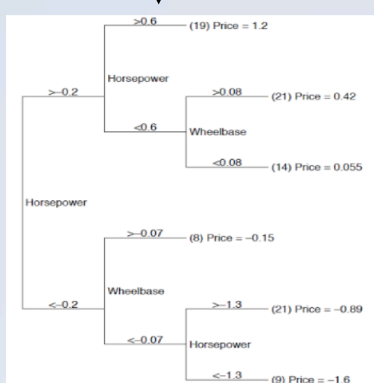 >0.6
(19) Price = 1.2
Horsepower
>-0.2
>0.08
(21) Price = 0.42
<0.6
Wheelbase
<0.08
(14) Price = 0.055
Horsepower
>-0.07
(8) Price = -0.15
Wheelbase
<-0.2
>-1.3
(21) Price = -0.89
<-0.07
Horsepower
<-1.3
(9) Price = -1.6